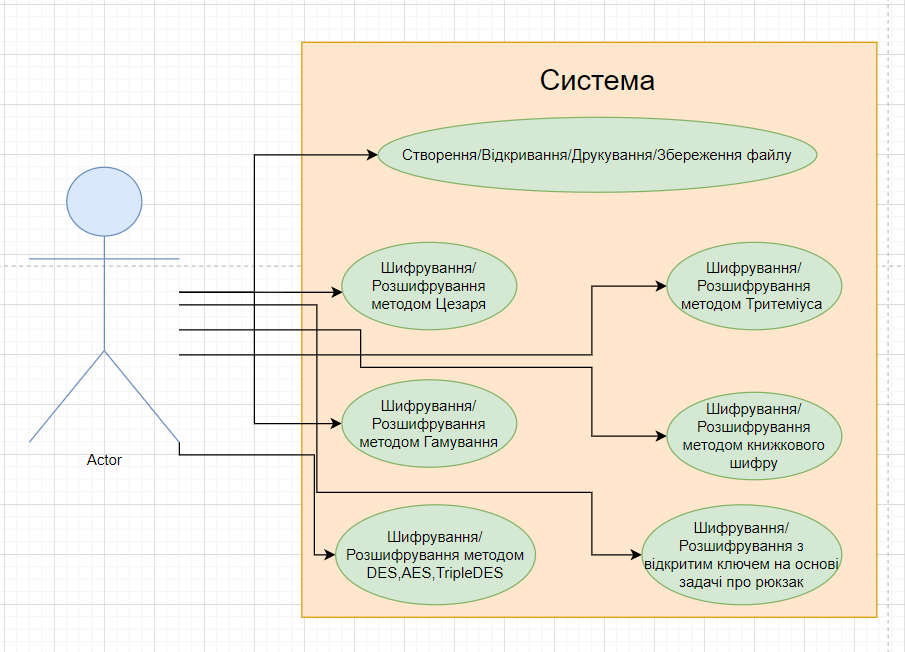 Система
Створення/Відкривання/Друкування/Збереження файлу
Шифрування/
Розшифрування
методом Цезаря
Шифрування/
Розшифрування
методом Тритеміуса
Шифрування/
Розшифрування
методом Гамування
Шифрування/
Розшифрування
методом книжкового
шифру
Actor
Шифрування/
Розшифрування методом
DES,AES,TripleDES
Шифрування/
Розшифрування з
відкритим ключем на основі
задачі про рюкзак